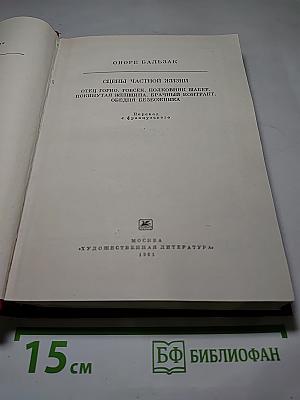 ОНОРЕ БАЛЬЗАК
СЦЕНЫ ЧАСТНОЙ ЖИЗНИ
ОТЕЦ ГОРИО. ГОБСЕК. ПОЛКОВНИК ШАБЕР.
ПОКИНУТАЯ ЖЕНЩИНА. БРАЧНЫЙ КОНТРАКТ.
ОБЕДНЯ БЕЗБОЖНИКА
Перевод
с французского
МОСКВА
«ХУДОЖЕСТВЕННАЯ ЛИТЕРАТУРА»
1981
15 см
БФ БИБЛИОФАН